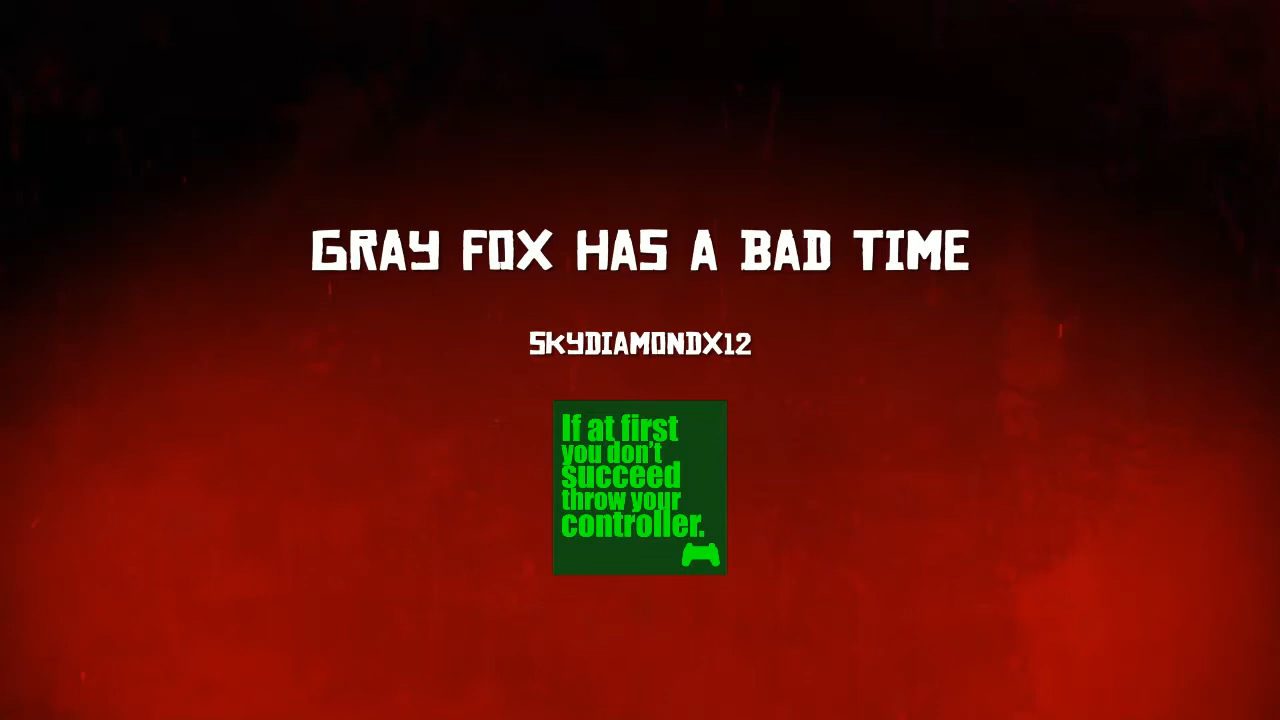 GRAY FOX HAS A BAD TIME
SKYDIAMONDX12
If at first
you don't
succeed
throw your
controller.